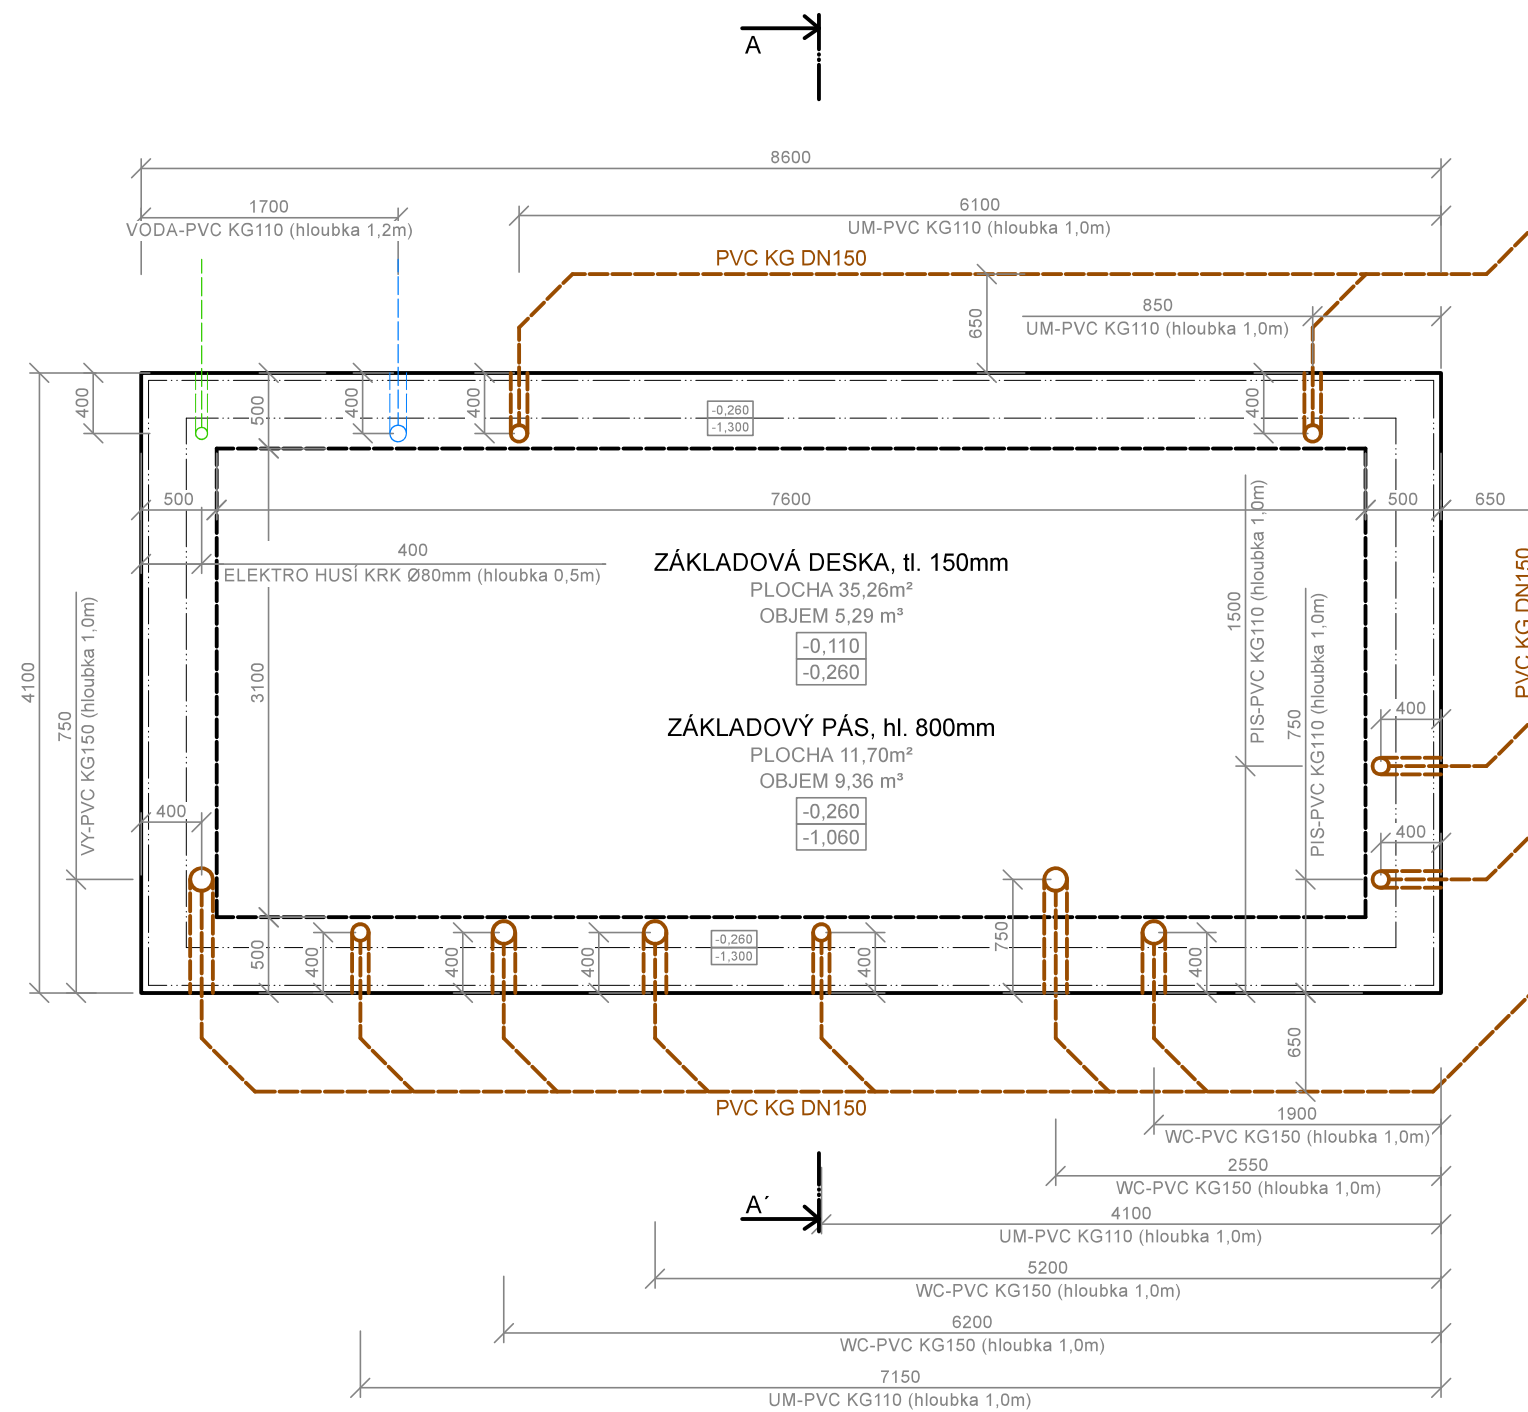 A
8600
1700
VODA-PVC KG110 (hloubka 1,2m)
6100
UM-PVC KG110 (hloubka 1,0m)
PVC KG DN150
650
850
UM-PVC KG110 (hloubka 1,0m)
400
500
400
400
400
-0,260
-1,300
500
7600
500
650
400
ELEKTRO HUSÍ KRK Ø80mm (hloubka 0,5m)
ZÁKLADOVÁ DESKA, tl. 150mm
PLOCHA 35,26m²
OBJEM 5,29 m³
-0,110
-0,260
ZÁKLADOVÝ PÁS, hl. 800mm
PLOCHA 11,70m²
OBJEM 9,36 m³
-0,260
-1,060
4100
750
VY-PVC KG150 (hloubka 1,0m)
400
3100
1500
PIS-PVC KG110 (hloubka 1,0m)
750
PIS-PVC KG110 (hloubka 1,0m)
PVC KG DN150
400
400
500
400
400
400
-0,260
-1,300
400
750
400
650
PVC KG DN150
1900
WC-PVC KG150 (hloubka 1,0m)
2550
WC-PVC KG150 (hloubka 1,0m)
A´
4100
UM-PVC KG110 (hloubka 1,0m)
5200
WC-PVC KG150 (hloubka 1,0m)
6200
WC-PVC KG150 (hloubka 1,0m)
7150
UM-PVC KG110 (hloubka 1,0m)